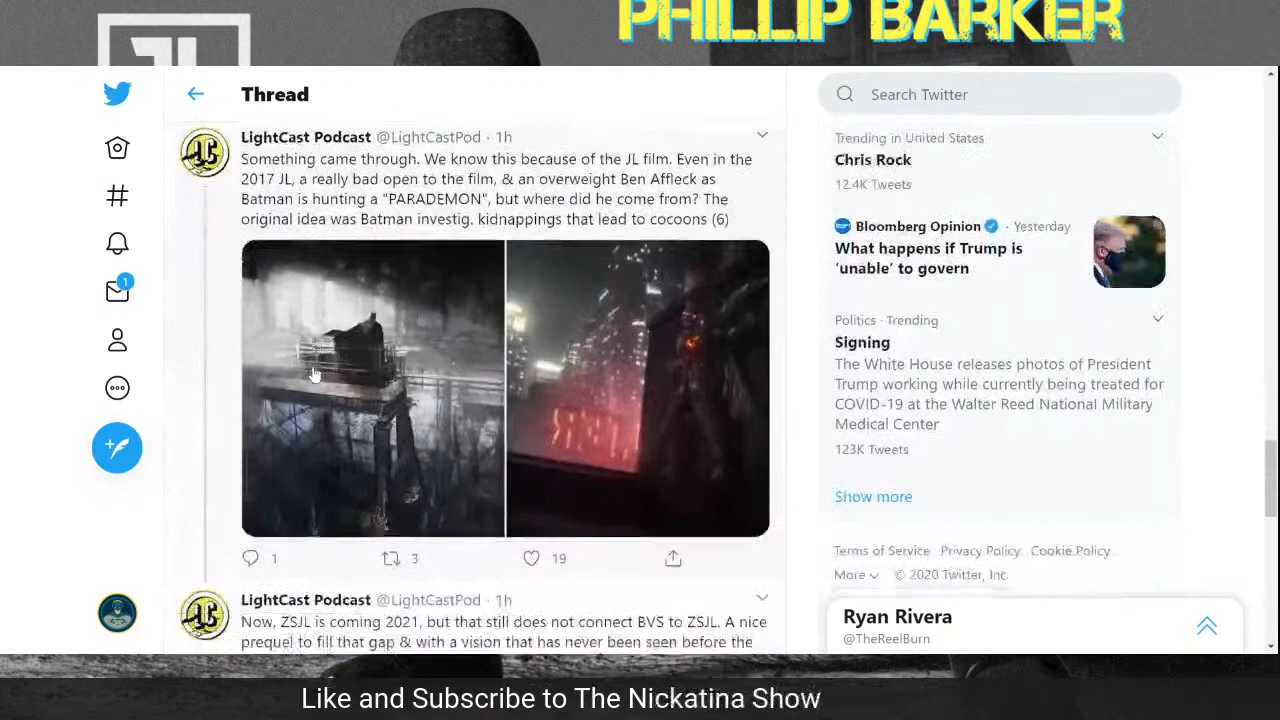 PHILLIP BARKER
JL
Thread
Search Twitter
LightCast Podcast @LightCastPod · 1h
Something came through. We know this because of the JL film. Even in the
2017 JL, a really bad open to the film, & an overweight Ben Affleck as
Batman is hunting a "PARADEMON", but where did he come from? The
original idea was Batman investig. kidnappings that lead to cocoons (6)
1
3
19
LightCast Podcast @LightCastPod · 1h
Now, ZSJL is coming 2021, but that still does not connect BVS to ZSJL. A nice
prequel to fill that gap & with a vision that has never been seen before the
Trending in United States
Chris Rock
12.4K Tweets
Bloomberg Opinion · Yesterday
What happens if Trump is
'unable' to govern
Politics · Trending
Signing
The White House releases photos of President
Trump working while currently being treated for
COVID-19 at the Walter Reed National Military
Medical Center
123K Tweets
Show more
Terms of Service Privacy Policy Cookie Policy
More © 2020 Twitter, Inc
Ryan Rivera
@TheReelBurn
1
Like and Subscribe to The Nickatina Show